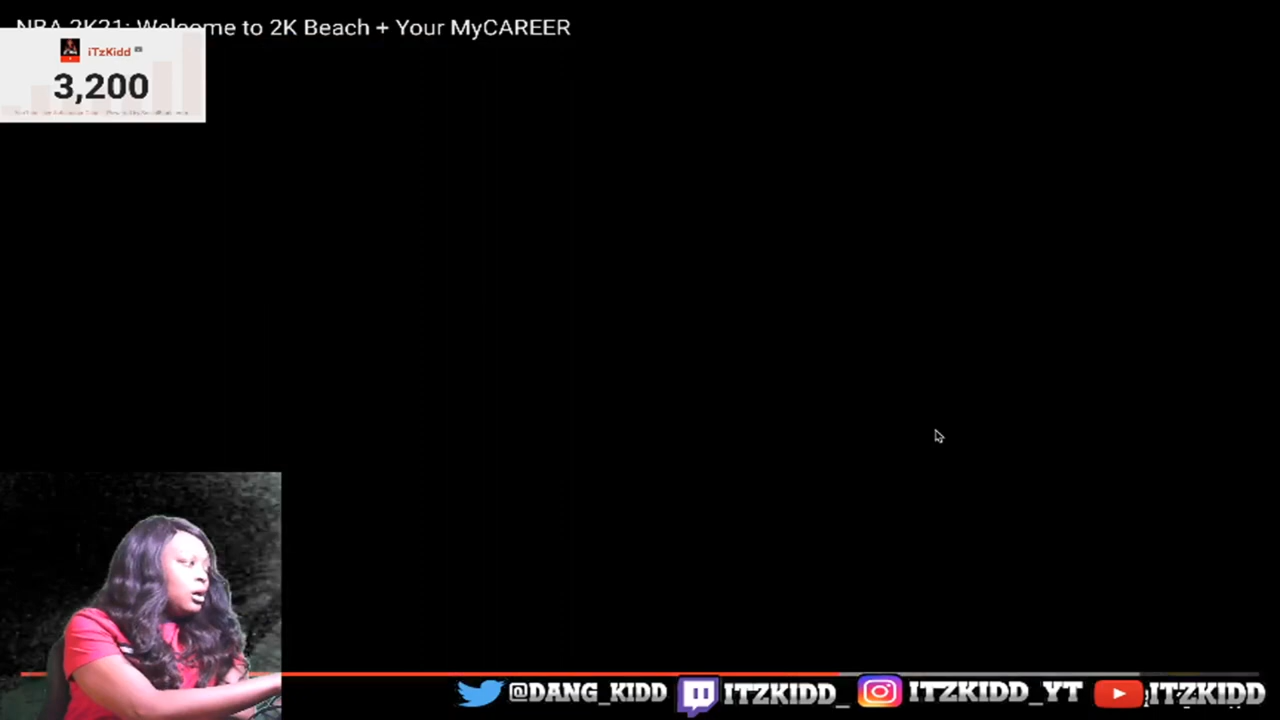 NBA 2K21: Welcome to 2K Beach + Your MyCAREER
iTzKidd
3,200
@DANG_KIDD ITZKIDD_ ITZKIDD_YT ITZKIDD